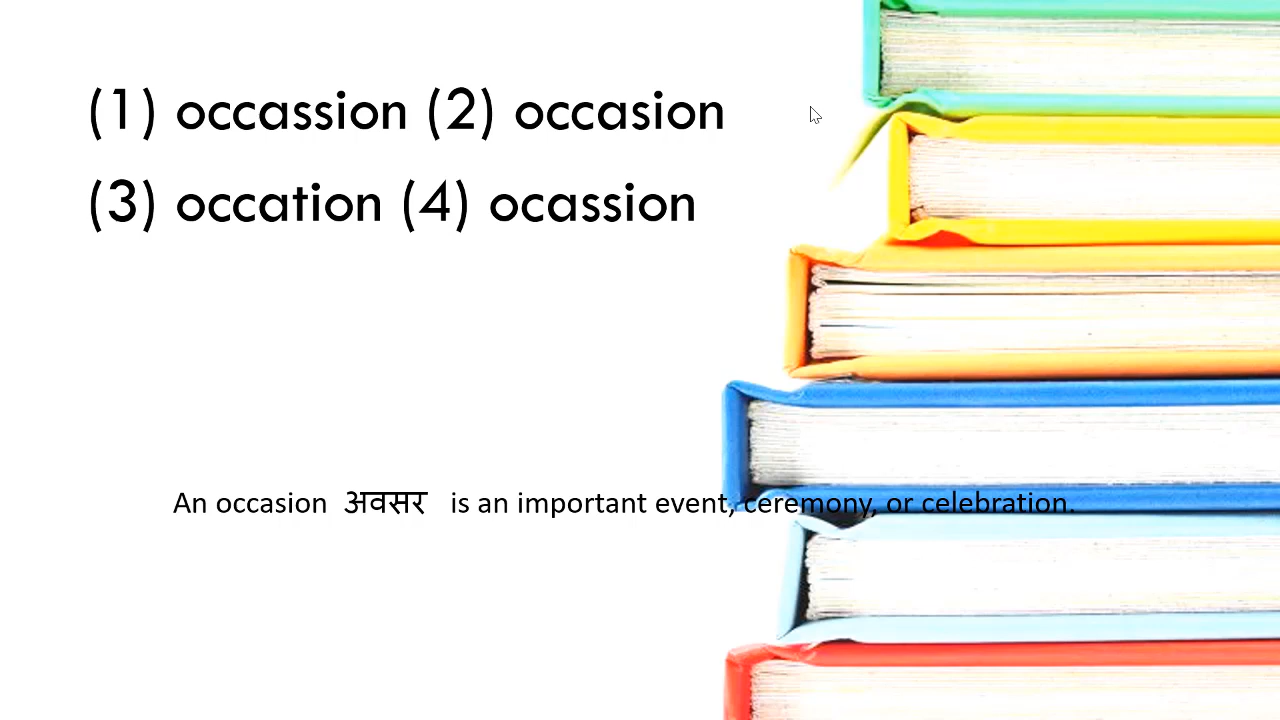 (1) occassion (2) occasion
(3) occation (4) ocassion
An occasion अवसर is an important event, ceremony, or celebration.